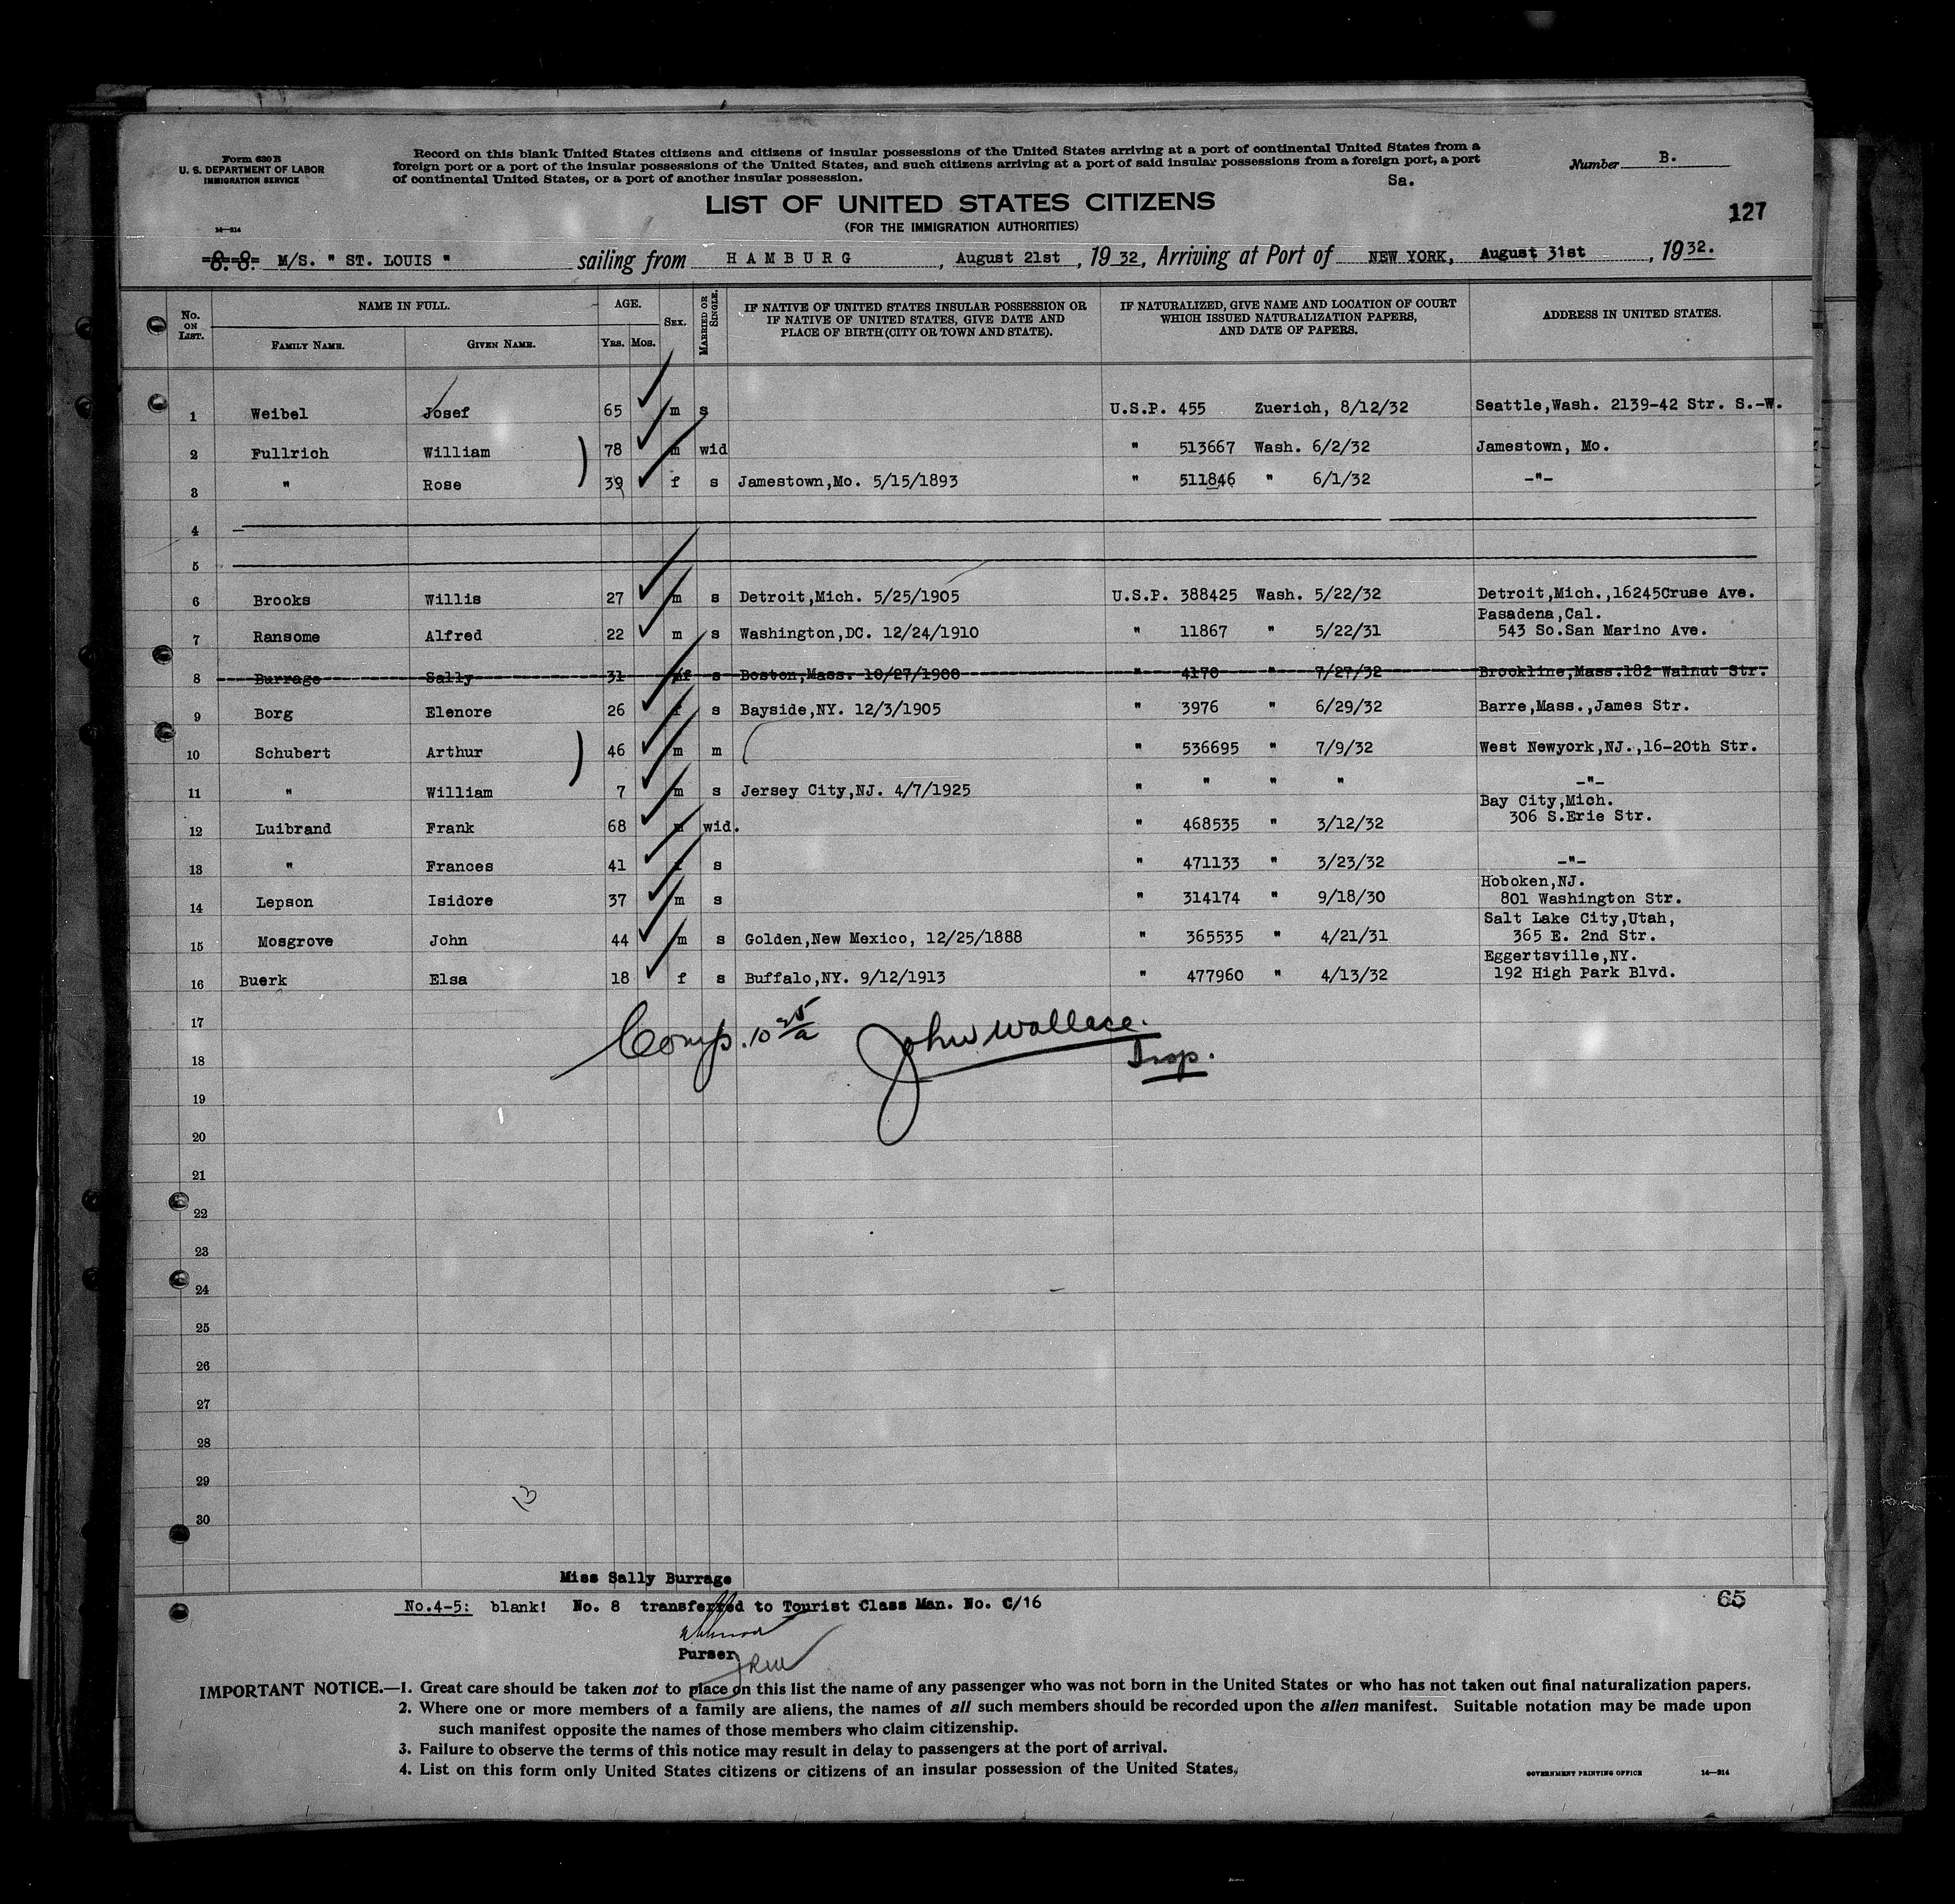 Form 630 B
U. S. DEPARTMENT OF LABOR
IMMIGRATION SERVICE
14—914
Record on this blank United States citizens and citizens of insular possessions of the United States arriving at a port of continental United States from a
foreign port or a port of the insular possessions of the United States, and such citizens arriving at a port of said insular possessions from a foreign port, a port
of continental United States, or a port of another insular possession.
Sa.
Number B.
127
LIST OF UNITED STATES CITIZENS
(FOR THE IMMIGRATION AUTHORITIES)
S. S. M/S. " ST. LOUIS " sailing from HAMBURG, August 21st, 1932, Arriving at Port of NEW YORK, August 31st, 1932.
No. ON LIST. NAME IN FULL. FAMILY NAME. GIVEN NAME. AGE. YRS. MOS. SEX. MARRIED OR SINGLE. IF NATIVE OF UNITED STATES INSULAR POSSESSION OR IF NATIVE OF UNITED STATES, GIVE DATE AND PLACE OF BIRTH (CITY OR TOWN AND STATE). IF NATURALIZED, GIVE NAME AND LOCATION OF COURT WHICH ISSUED NATURALIZATION PAPERS, AND DATE OF PAPERS. ADDRESS IN UNITED STATES.
1 Weibel Josef 65 m s U.S.P. 455 Zuerich, 8/12/32 Seattle,Wash. 2139-42 Str. S.-W.
2 Fullrich William 78 m wid " 513667 Wash. 6/2/32 Jamestown, Mo.
3 " Rose 39 f s Jamestown,Mo. 5/15/1893 " 511846 " 6/1/32 -"-
4
5
6 Brooks Willis 27 m s Detroit,Mich. 5/25/1905 U.S.P. 388425 Wash. 5/22/32 Detroit,Mich.,16245Cruse Ave.
7 Ransome Alfred 22 m s Washington,DC. 12/24/1910 " 11867 " 5/22/31 Pasadena,Cal. 543 So.San Marino Ave.
8 Burrage Sally 31 f s Boston,Mass. 10/27/1900 " 4170 " 7/27/32 Brookline,Mass.182 Walnut Str.
9 Borg Elenore 26 f s Bayside,NY. 12/3/1905 " 3976 " 6/29/32 Barre,Mass.,James Str.
10 Schubert Arthur 46 m m " 536695 " 7/9/32 West Newyork,NJ.,16-20th Str.
11 " William 7 m s Jersey City,NJ. 4/7/1925 " " " " -"-
12 Luibrand Frank 68 m wid. " 468535 " 3/12/32 Bay City,Mich. 306 S.Erie Str.
13 " Frances 41 f s " 471133 " 3/23/32 -"-
14 Lepson Isidore 37 m s " 314174 " 9/18/30 Hoboken,NJ. 801 Washington Str.
15 Mosgrove John 44 m s Golden,New Mexico, 12/25/1888 " 365535 " 4/21/31 Salt Lake City,Utah, 365 E. 2nd Str.
16 Buerk Elsa 18 f s Buffalo,NY. 9/12/1913 " 477960 " 4/13/32 Eggertsville,NY. 192 High Park Blvd.
17
Comp. 10 25/a John Wallace. Insp.
18
19
20
21
22
23
24
25
26
27
28
29
13
30
Miss Sally Burrage
No.4-5: blank! No. 8 transferred to Tourist Class Man. No. C/16
65
Purser
JRW
IMPORTANT NOTICE.—1. Great care should be taken not to place on this list the name of any passenger who was not born in the United States or who has not taken out final naturalization papers.
2. Where one or more members of a family are aliens, the names of all such members should be recorded upon the alien manifest. Suitable notation may be made upon
such manifest opposite the names of those members who claim citizenship.
3. Failure to observe the terms of this notice may result in delay to passengers at the port of arrival.
4. List on this form only United States citizens or citizens of an insular possession of the United States.
GOVERNMENT PRINTING OFFICE 14—914